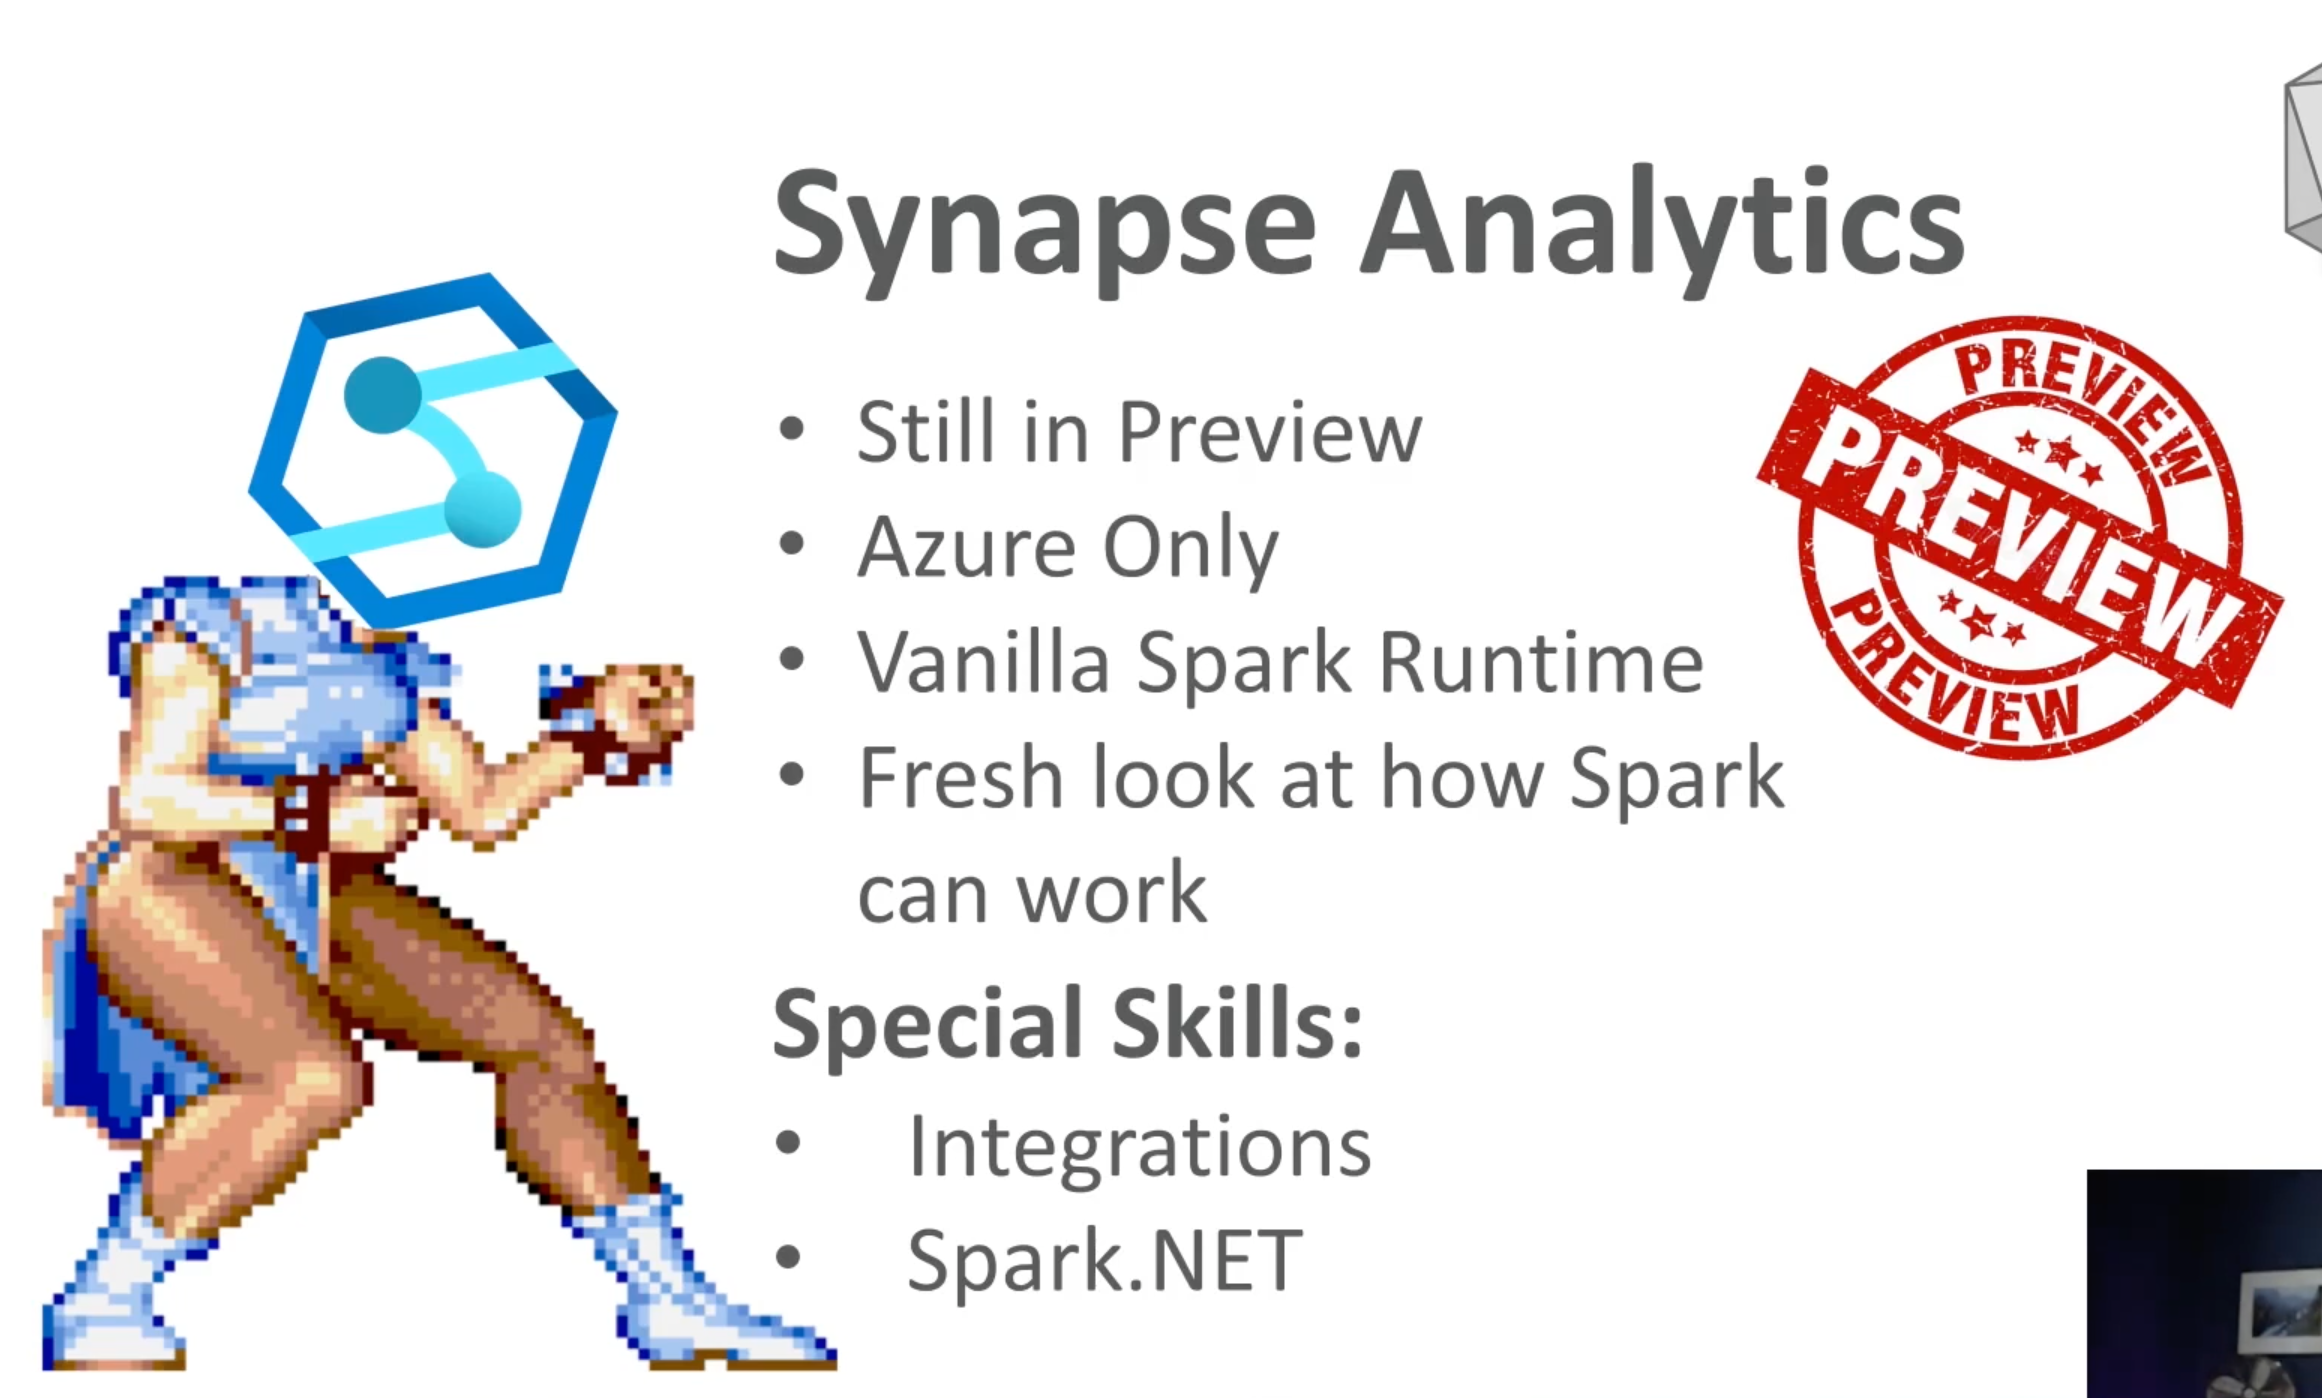 Synapse Analytics
• Still in Preview
• Azure Only
• Vanilla Spark Runtime
• Fresh look at how Spark
can work
Special Skills:
• Integrations
• Spark.NET
PREVIEW
PREVIEW
PREVIEW